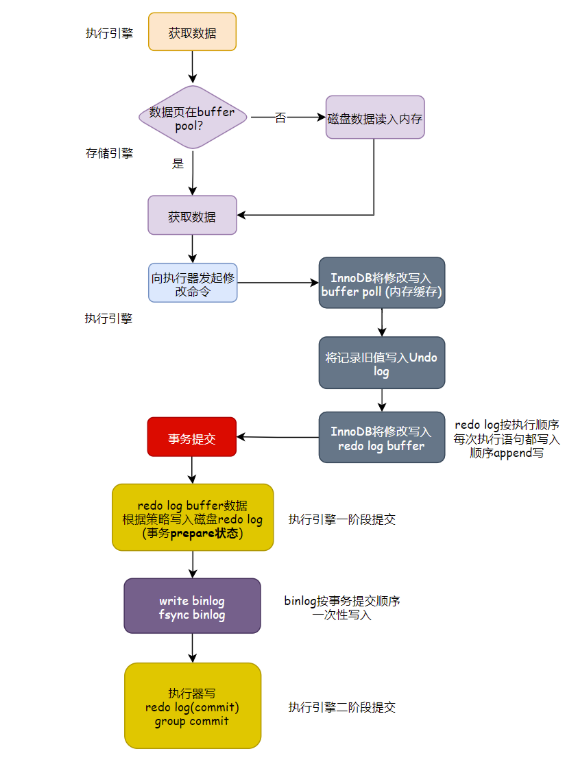 执行引擎
获取数据
数据页在buffer
pool?
否
磁盘数据读入内存
存储引擎
是
获取数据
向执行器发起修
改命令
InnoDB将修改写入
buffer poll (内存缓存)
执行引擎
将记录旧值写入Undo
log
事务提交
InnoDB将修改写入
redo log buffer
redo log按执行顺序
每次执行语句都写入
顺序append写
redo log buffer数据
根据策略写入磁盘redo log
(事务prepare状态)
执行引擎一阶段提交
write binlog
fsync binlog
binlog按事务提交顺序
一次性写入
执行器写
redo log(commit)
group commit
执行引擎二阶段提交